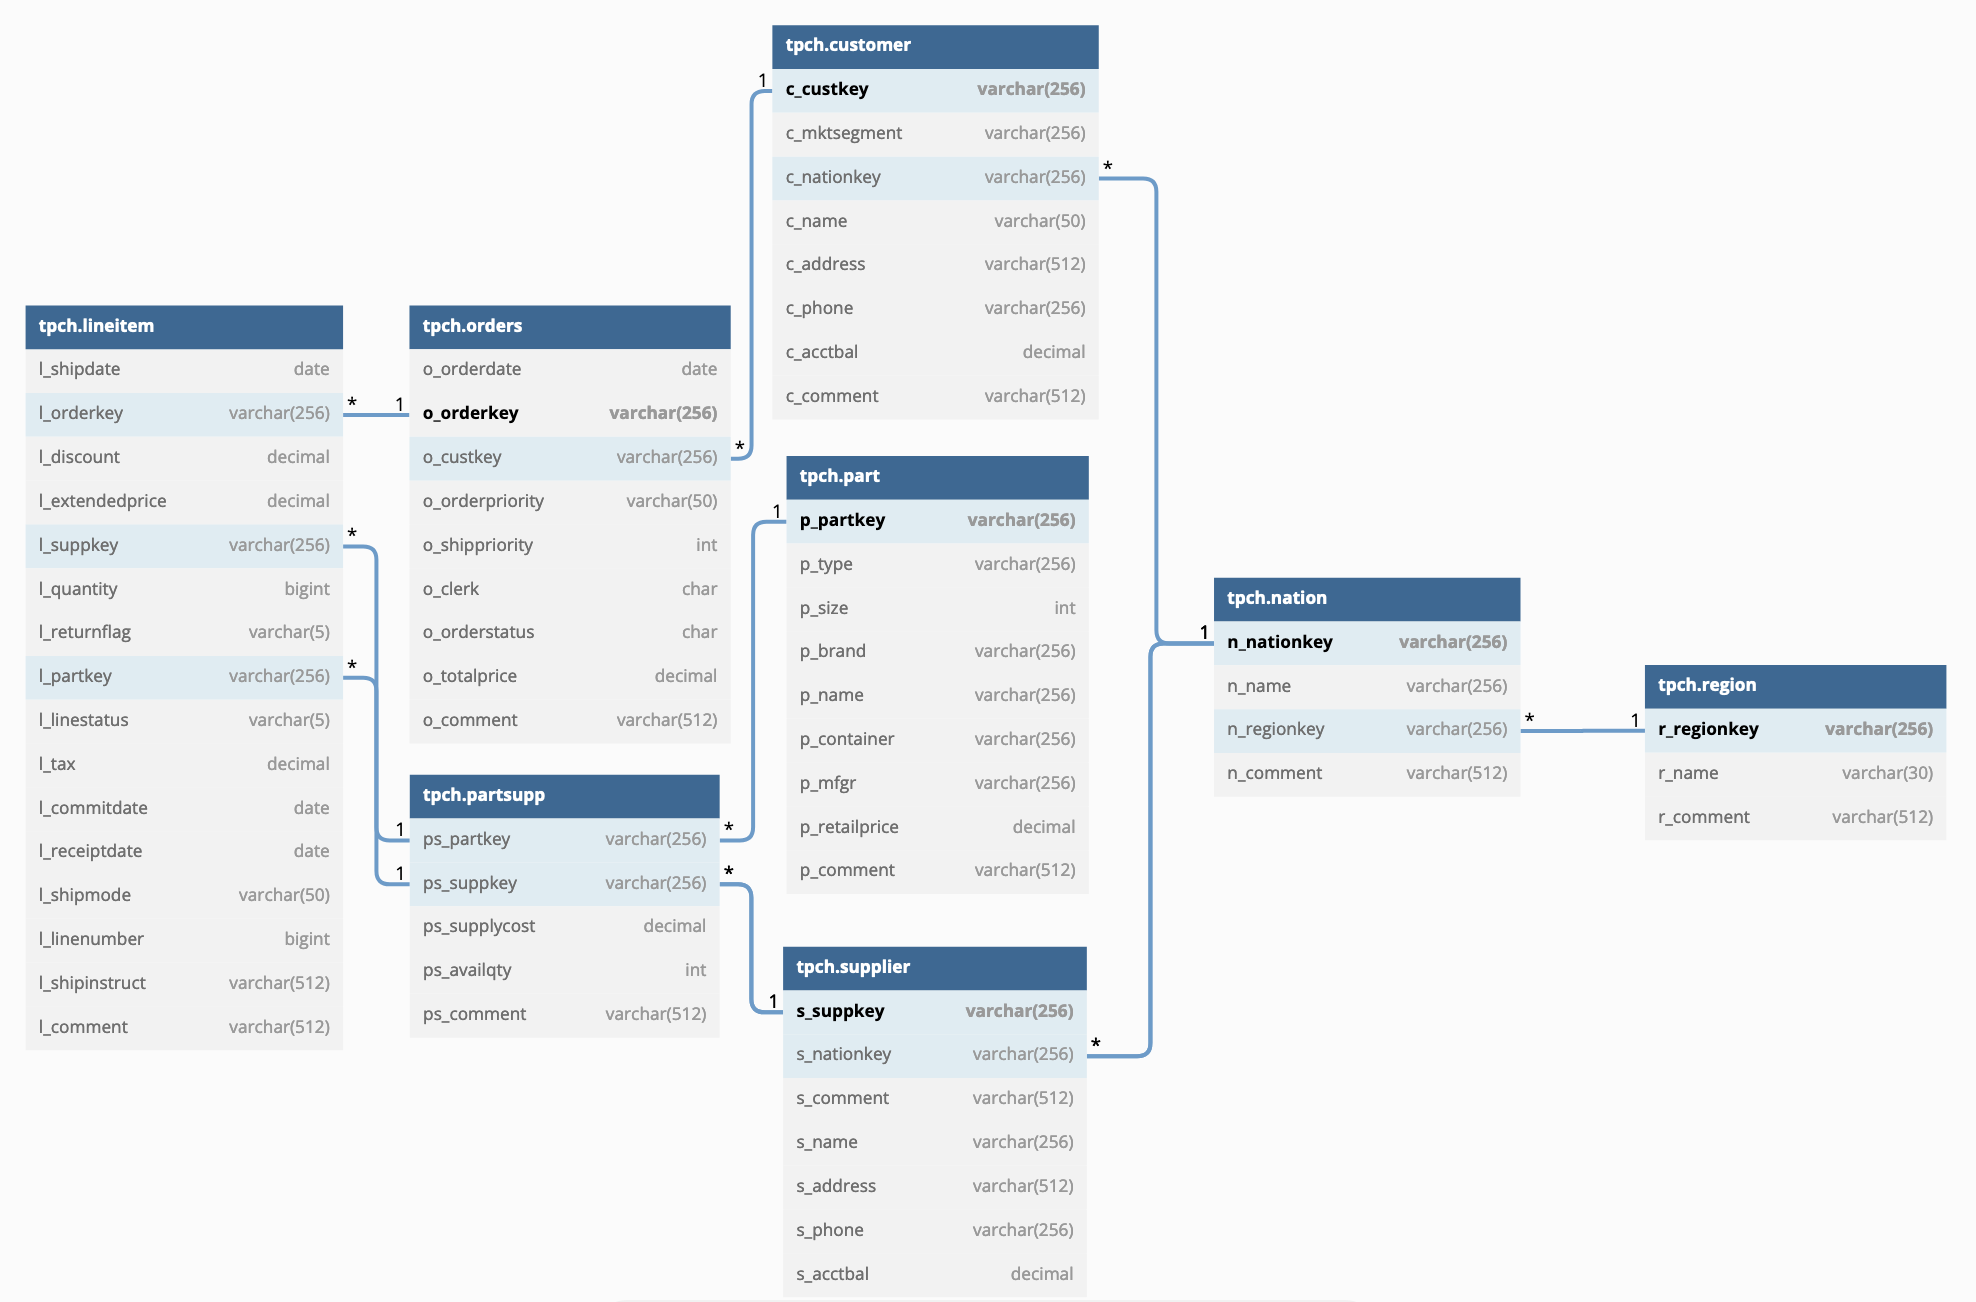 tpch.customer
1
c_custkey varchar(256)
c_mktsegment varchar(256)
c_nationkey varchar(256) *
c_name varchar(50)
c_address varchar(512)
c_phone varchar(256)
c_acctbal decimal
c_comment varchar(512)
tpch.lineitem
l_shipdate date
l_orderkey varchar(256) *
l_discount decimal
l_extendedprice decimal
l_suppkey varchar(256) *
l_quantity bigint
l_returnflag varchar(5)
l_partkey varchar(256) *
l_linestatus varchar(5)
l_tax decimal
l_commitdate date
l_receiptdate date
l_shipmode varchar(50)
l_linenumber bigint
l_shipinstruct varchar(512)
l_comment varchar(512)
tpch.orders
o_orderdate date
1 o_orderkey varchar(256)
o_custkey varchar(256) *
o_orderpriority varchar(50)
o_shippriority int
o_clerk char
o_orderstatus char
o_totalprice decimal
o_comment varchar(512)
tpch.partsupp
1 ps_partkey varchar(256) *
1 ps_suppkey varchar(256) *
ps_supplycost decimal
ps_availqty int
ps_comment varchar(512)
tpch.part
1 p_partkey varchar(256)
p_type varchar(256)
p_size int
p_brand varchar(256)
p_name varchar(256)
p_container varchar(256)
p_mfgr varchar(256)
p_retailprice decimal
p_comment varchar(512)
tpch.supplier
1 s_suppkey varchar(256)
s_nationkey varchar(256) *
s_comment varchar(512)
s_name varchar(256)
s_address varchar(512)
s_phone varchar(256)
s_acctbal decimal
tpch.nation
1 n_nationkey varchar(256)
n_name varchar(256)
n_regionkey varchar(256) *
n_comment varchar(512)
tpch.region
1 r_regionkey varchar(256)
r_name varchar(30)
r_comment varchar(512)